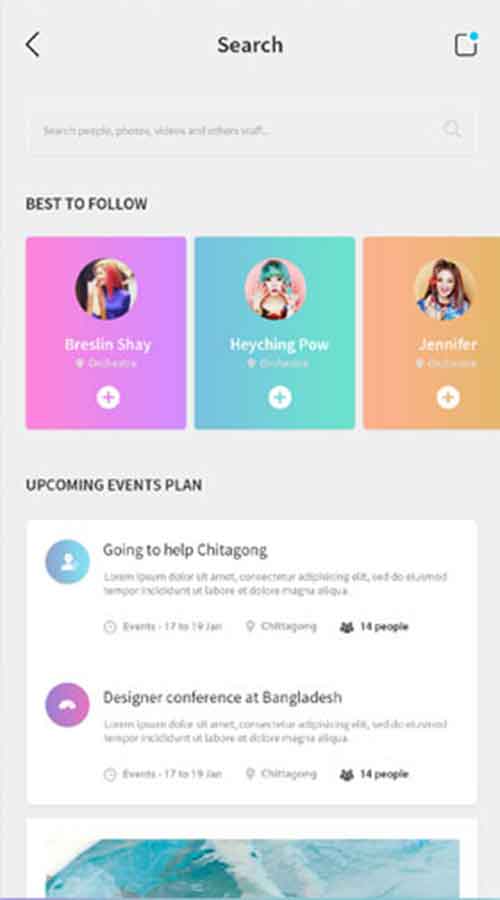 Search
Search people, photos, videos and others staff...
BEST TO FOLLOW
Breslin Shay
Orchestra
Heyching Pow
Orchestra
Jennifer
Orchestra
UPCOMING EVENTS PLAN
Going to help Chitagong
Lorem ipsum dolor sit amet, consectetur adipisicing elit, sed do eiusmod
tempor incididunt ut labore et dolore magna aliqua.
Events - 17 to 19 Jan Chittagong 14 people
Designer conference at Bangladesh
Lorem ipsum dolor sit amet, consectetur adipisicing elit, sed do eiusmod
tempor incididunt ut labore et dolore magna aliqua.
Events - 17 to 19 Jan Chittagong 14 people